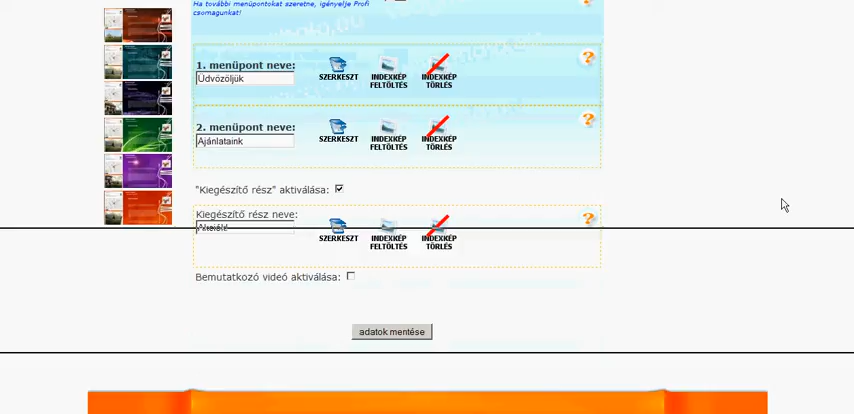 Ha további menüpontokat szeretne, igényelje Profi
csomagunkat!
1. menüpont neve:
Üdvözöljük
SZERKESZT
INDEXKÉP
FELTÖLTÉS
INDEXKÉP
TÖRLÉS
2. menüpont neve:
Ajánlataink
SZERKESZT
INDEXKÉP
FELTÖLTÉS
INDEXKÉP
TÖRLÉS
"Kiegészítő rész" aktiválása:
Kiegészítő rész neve:
SZERKESZT
INDEXKÉP
FELTÖLTÉS
INDEXKÉP
TÖRLÉS
Bemutatkozó videó aktiválása:
adatok mentése